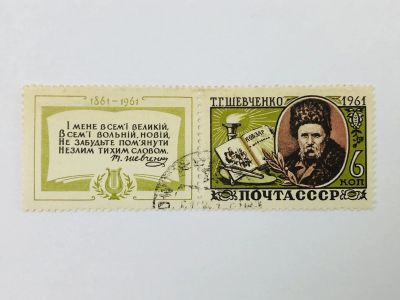 1861-1961
І МЕНЕ В СЕМ'Ї ВЕЛИКІЙ,
В СЕМ'Ї ВОЛЬНІЙ, НОВІЙ,
НЕ ЗАБУДЬТЕ ПОМ'ЯНУТИ
НЕЗЛИМ ТИХИМ СЛОВОМ.
Т. Шевченко
Т.Г.ШЕВЧЕНКО 1961
КОБЗАР
6
КОП
ПОЧТА СССР